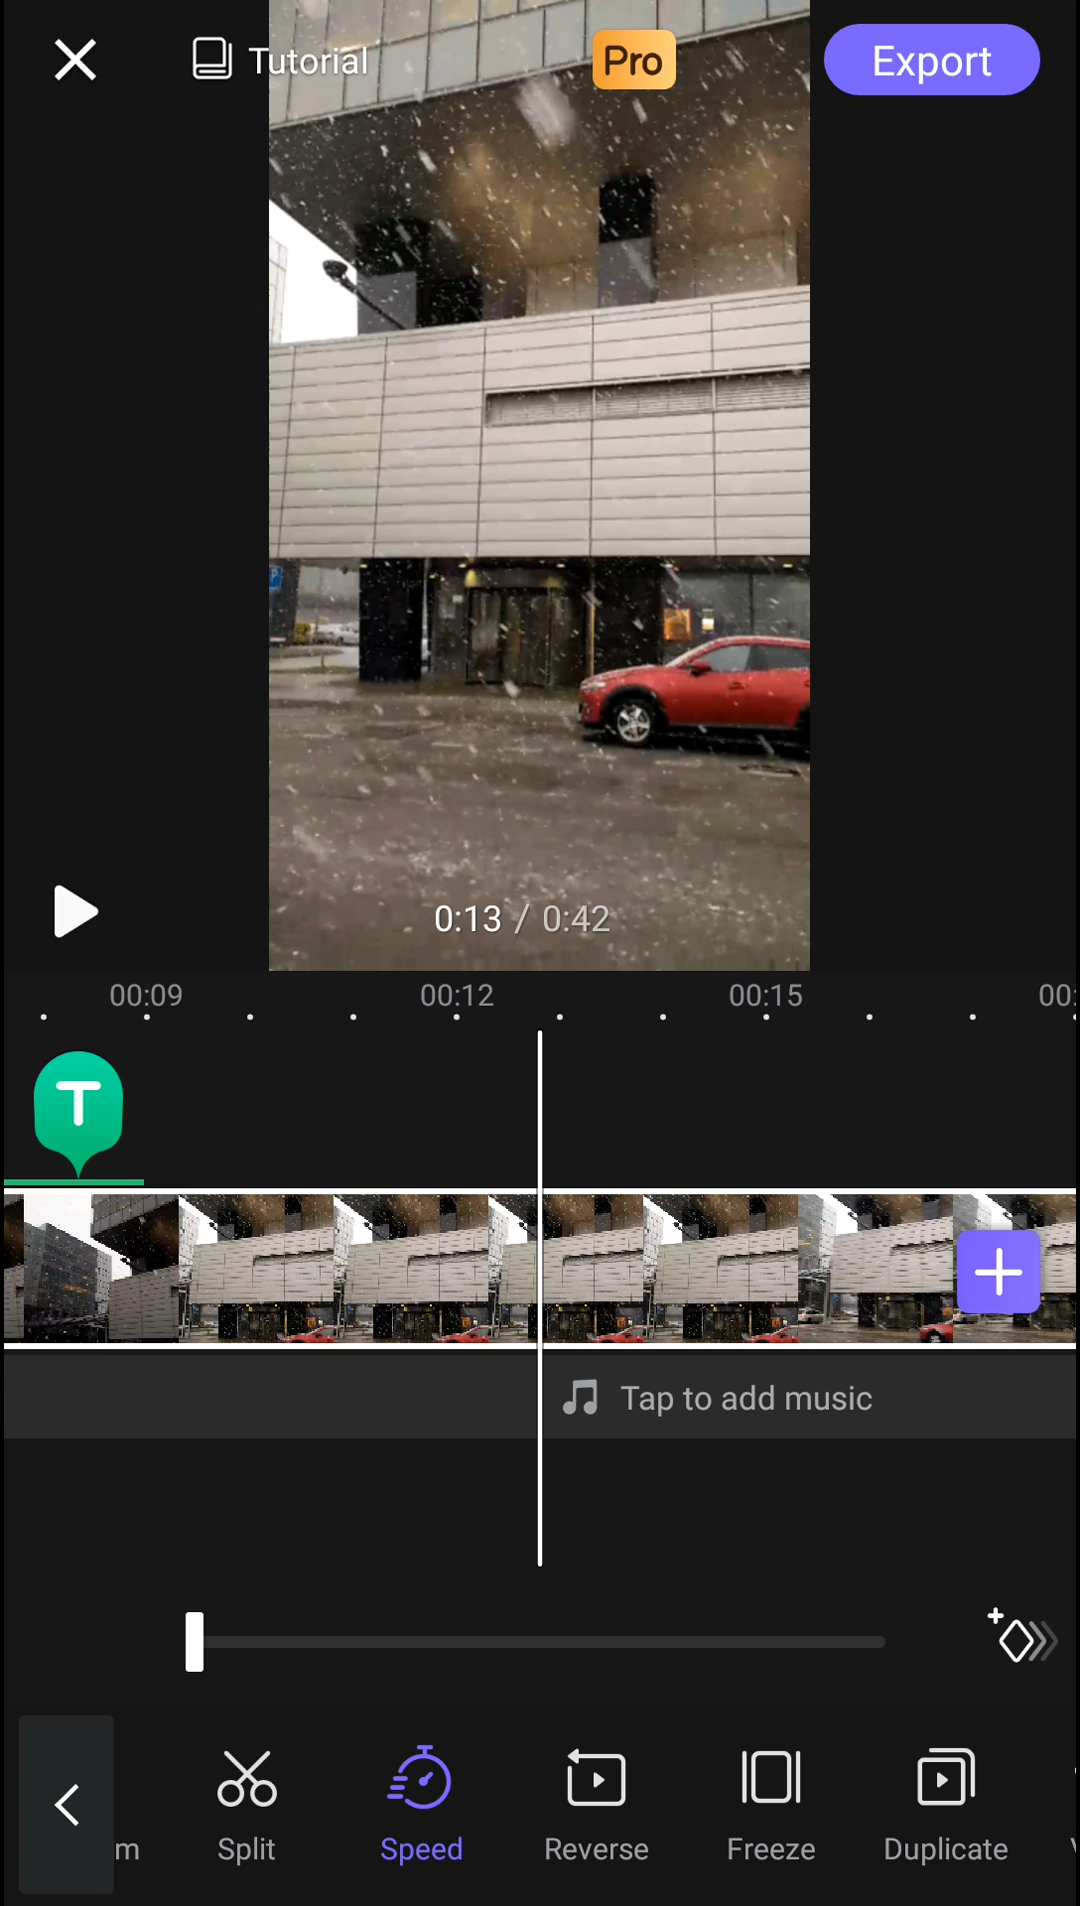 Tutorial
Pro
Export
0:13 / 0:42
00:09
00:12
00:15
00:
T
Tap to add music
m
Split
Speed
Reverse
Freeze
Duplicate